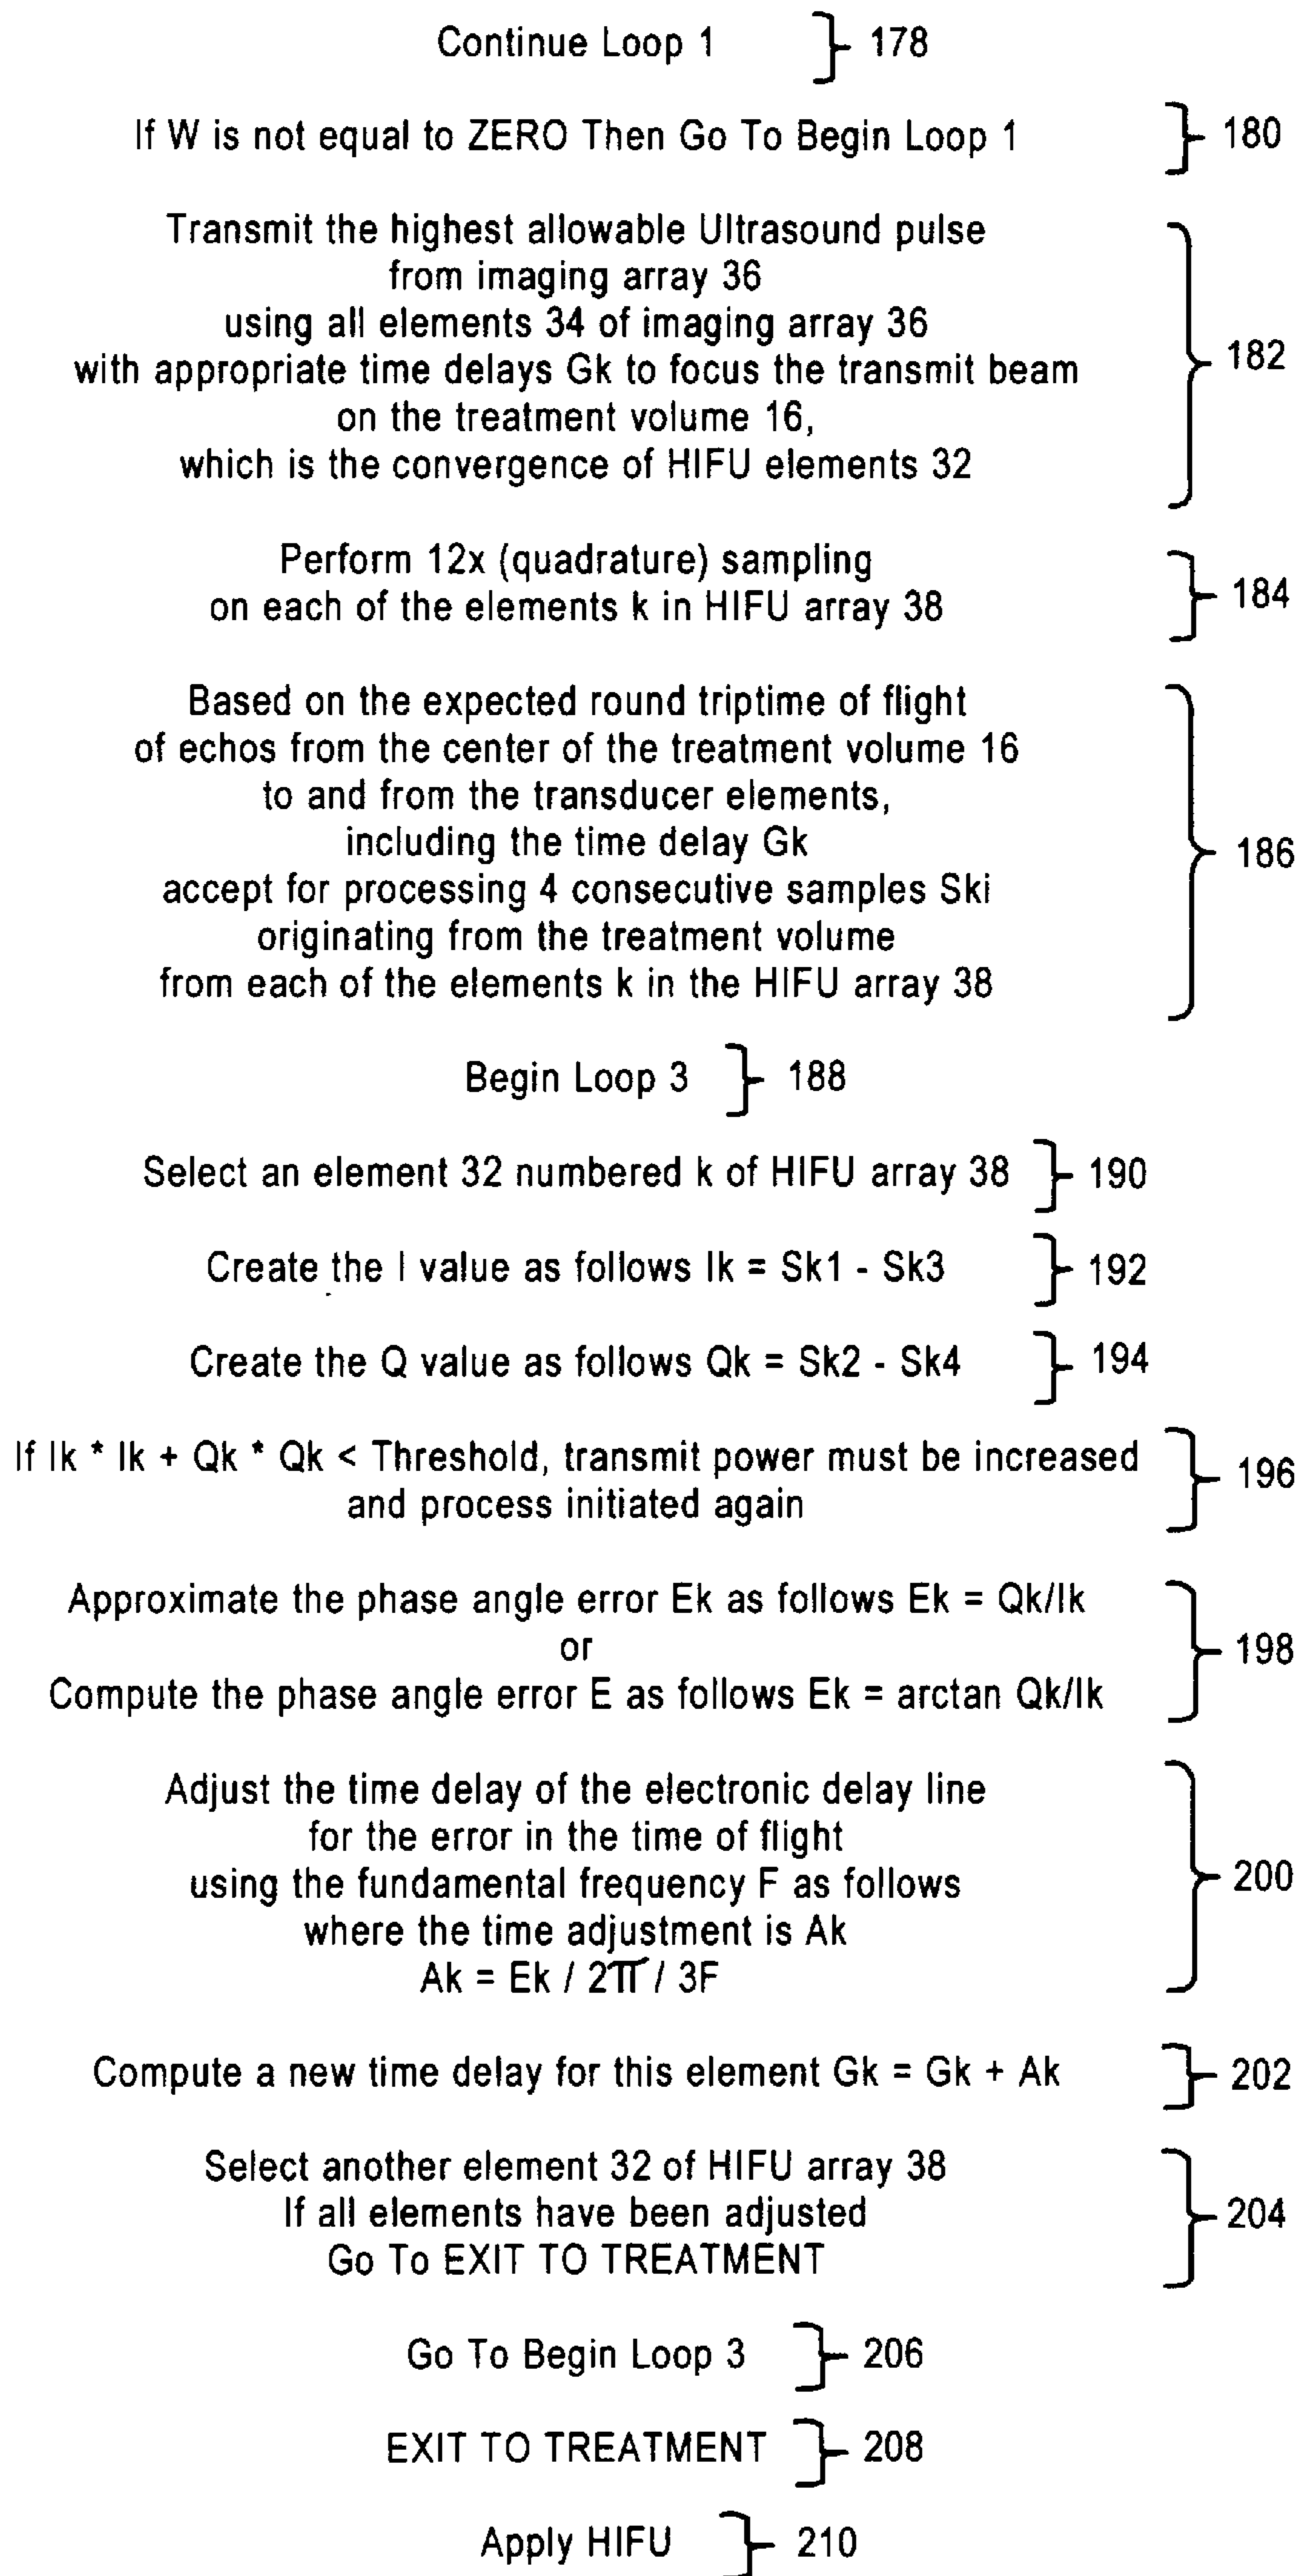 Continue Loop 1 178
If W is not equal to ZERO Then Go To Begin Loop 1 180
Transmit the highest allowable Ultrasound pulse
from imaging array 36
using all elements 34 of imaging array 36
with appropriate time delays Gk to focus the transmit beam 182
on the treatment volume 16,
which is the convergence of HIFU elements 32
Perform 12x (quadrature) sampling
on each of the elements k in HIFU array 38 184
Based on the expected round triptime of flight
of echos from the center of the treatment volume 16
to and from the transducer elements,
including the time delay Gk 186
accept for processing 4 consecutive samples Ski
originating from the treatment volume
from each of the elements k in the HIFU array 38
Begin Loop 3 188
Select an element 32 numbered k of HIFU array 38 190
Create the I value as follows Ik = Sk1 - Sk3 192
Create the Q value as follows Qk = Sk2 - Sk4 194
If Ik * Ik + Qk * Qk < Threshold, transmit power must be increased 196
and process initiated again
Approximate the phase angle error Ek as follows Ek = Qk/Ik
or 198
Compute the phase angle error E as follows Ek = arctan Qk/Ik
Adjust the time delay of the electronic delay line
for the error in the time of flight
using the fundamental frequency F as follows 200
where the time adjustment is Ak
Ak = Ek / 2π / 3F
Compute a new time delay for this element Gk = Gk + Ak 202
Select another element 32 of HIFU array 38
If all elements have been adjusted 204
Go To EXIT TO TREATMENT
Go To Begin Loop 3 206
EXIT TO TREATMENT 208
Apply HIFU 210